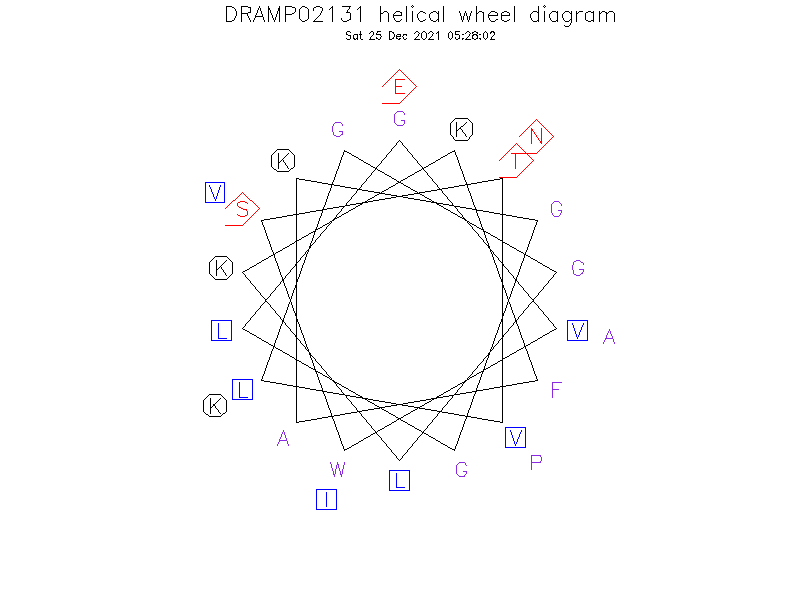 DRAMP02131 helical wheel diagram
Sat 25 Dec 2021 05:28:02
E
G
G K
N
K T
V
S G
K G
L V A
L F
K
A V
P
W G
L
I